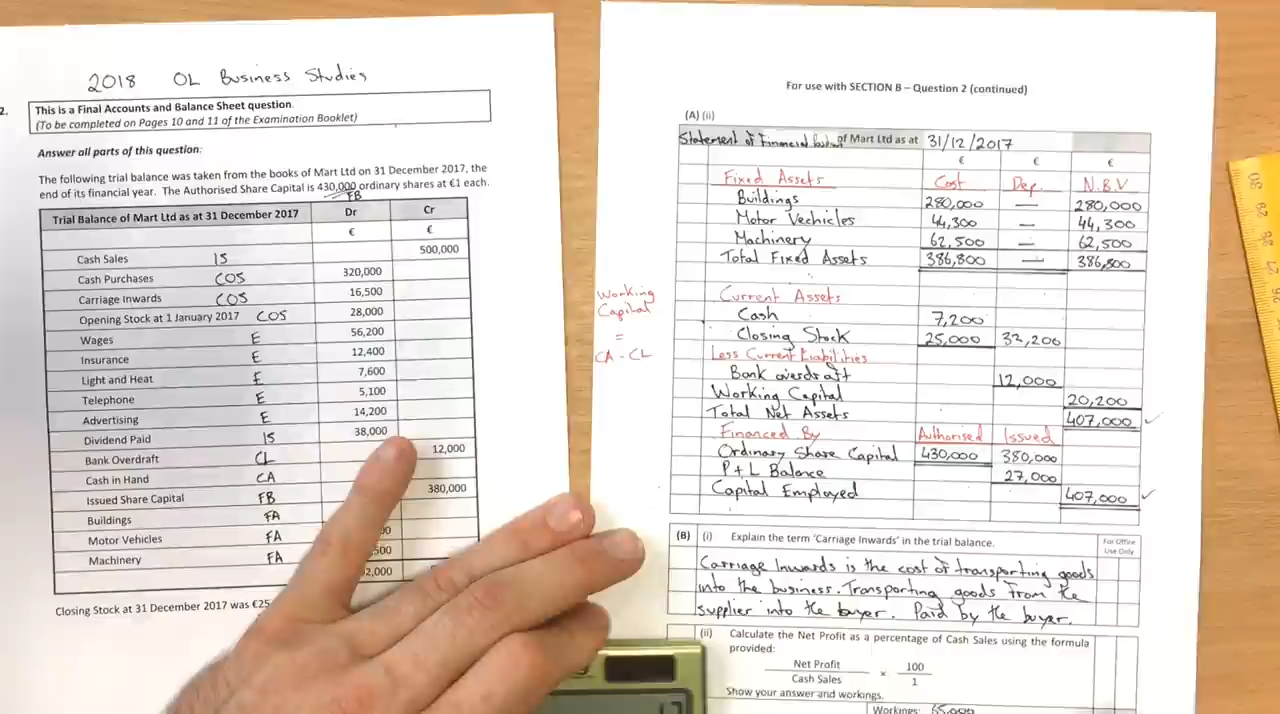 2018 OL Business Studies
2. This is a Final Accounts and Balance Sheet question.
(To be completed on Pages 10 and 11 of the Examination Booklet)
Answer all parts of this question:
The following trial balance was taken from the books of Mart Ltd on 31 December 2017, the
end of its financial year. The Authorised Share Capital is 430,000 ordinary shares at €1 each.
FB
Trial Balance of Mart Ltd as at 31 December 2017 Dr Cr
€ €
Cash Sales IS 500,000
Cash Purchases COS 320,000
Carriage Inwards COS 16,500
Opening Stock at 1 January 2017 COS 28,000
Wages E 56,200
Insurance E 12,400
Light and Heat E 7,600
Telephone E 5,100
Advertising E 14,200
Dividend Paid IS 38,000
Bank Overdraft CL 12,000
Cash in Hand CA
Issued Share Capital FB 380,000
Buildings FA
Motor Vehicles FA 00
Machinery FA 500
2,000
Closing Stock at 31 December 2017 was €25
For use with SECTION B – Question 2 (continued)
(A) (ii)
Statement of Financial of Mart Ltd as at 31/12/2017
€ € €
Fixed Assets Cost Dep. N.B.V
Buildings 280,000 — 280,000
Motor Vechicles 44,300 — 44,300
Machinery 62,500 — 62,500
Total Fixed Assets 386,800 — 386,800
Current Assets
Cash 7,200
Closing Stock 25,000 32,200
Less Current Liabilities
Bank overdraft 12,000
Working Capital 20,200
Total Net Assets 407,000
Financed By Authorised Issued
Ordinary Share Capital 430,000 380,000
P + L Balance 27,000
Capital Employed 407,000
Working
Capital
=
CA - CL
(B) (i) Explain the term 'Carriage Inwards' in the trial balance.
For Office
Use Only
Carriage Inwards is the cost of transporting goods
into the business. Transporting goods from the
supplier into the buyer. Paid by the buyer.
(ii) Calculate the Net Profit as a percentage of Cash Sales using the formula
provided:
Net Profit × 100
Cash Sales 1
Show your answer and workings.
Workings: 65,000